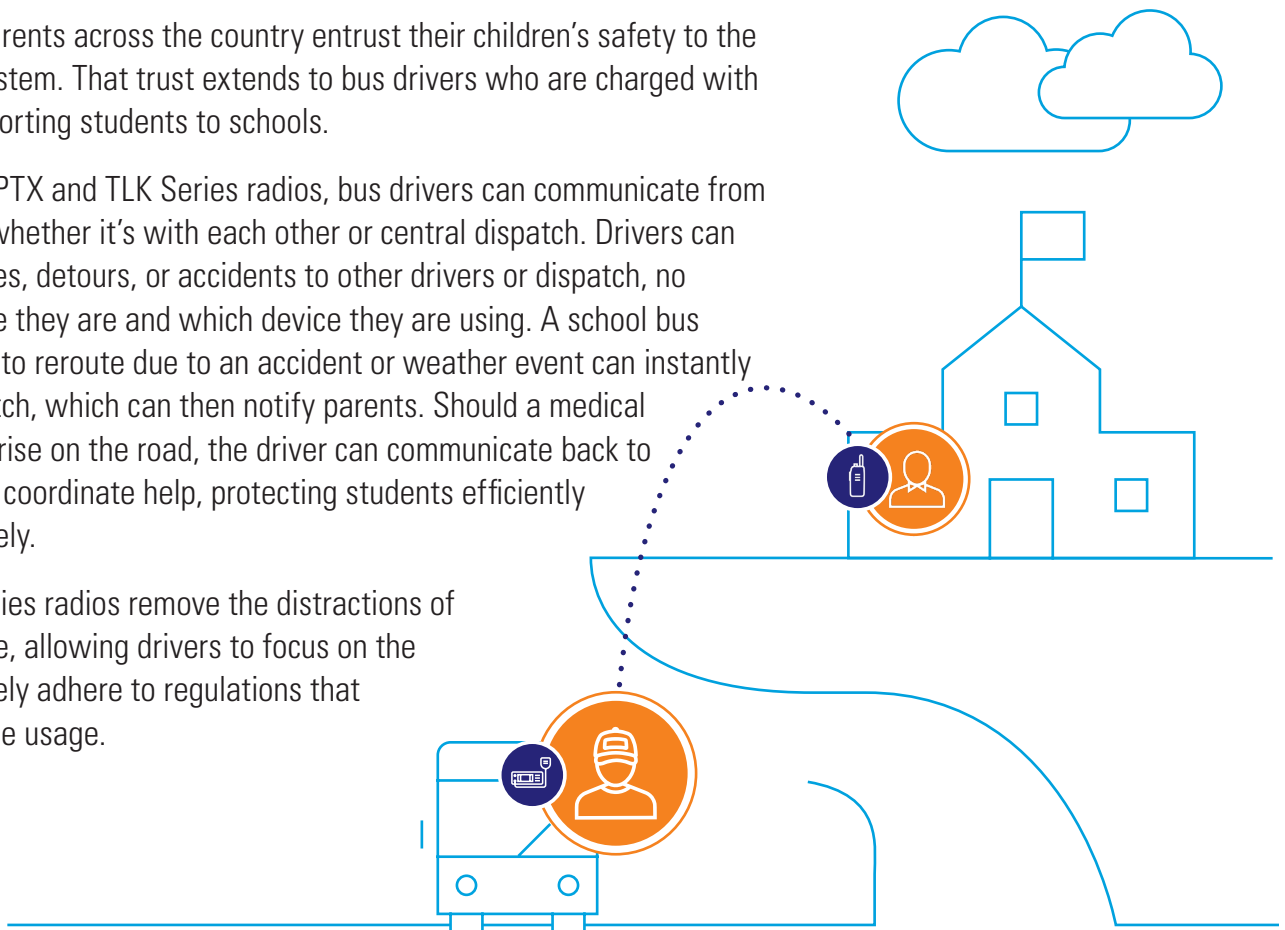 rents across the country entrust their children’s safety to the
stem. That trust extends to bus drivers who are charged with
orting students to schools.
PTX and TLK Series radios, bus drivers can communicate from
whether it’s with each other or central dispatch. Drivers can
es, detours, or accidents to other drivers or dispatch, no
e they are and which device they are using. A school bus
to reroute due to an accident or weather event can instantly
tch, which can then notify parents. Should a medical
rise on the road, the driver can communicate back to
coordinate help, protecting students efficiently
ely.
ies radios remove the distractions of
e, allowing drivers to focus on the
ely adhere to regulations that
e usage.